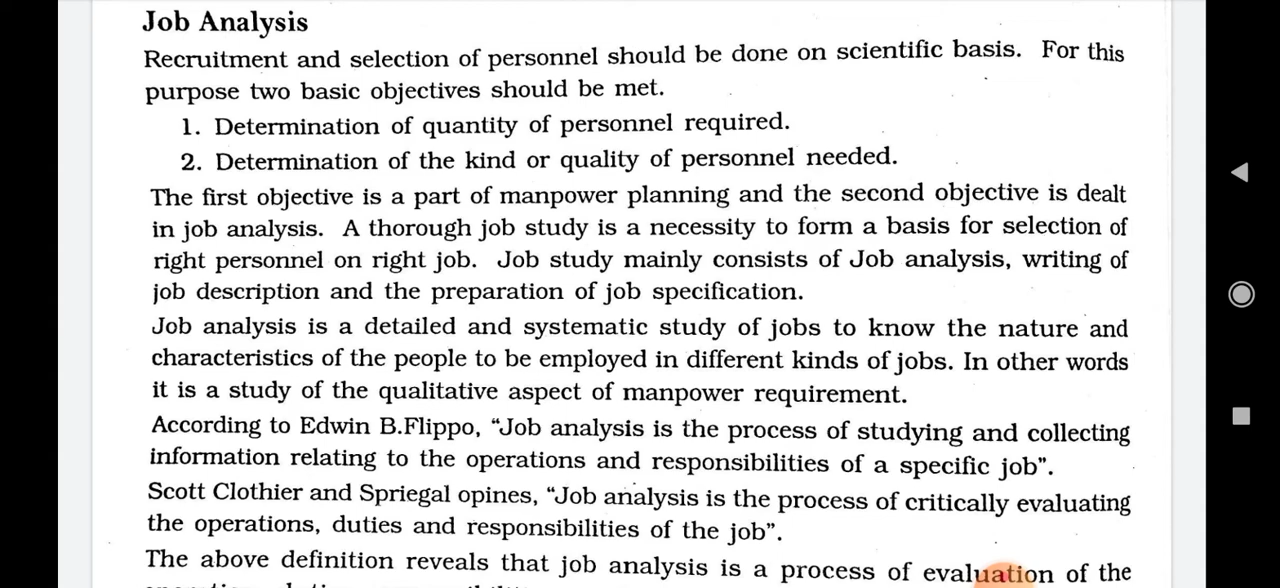 Job Analysis
Recruitment and selection of personnel should be done on scientific basis. For this
purpose two basic objectives should be met.
1. Determination of quantity of personnel required.
2. Determination of the kind or quality of personnel needed.
The first objective is a part of manpower planning and the second objective is dealt
in job analysis. A thorough job study is a necessity to form a basis for selection of
right personnel on right job. Job study mainly consists of Job analysis, writing of
job description and the preparation of job specification.
Job analysis is a detailed and systematic study of jobs to know the nature and
characteristics of the people to be employed in different kinds of jobs. In other words
it is a study of the qualitative aspect of manpower requirement.
According to Edwin B.Flippo, “Job analysis is the process of studying and collecting
information relating to the operations and responsibilities of a specific job”.
Scott Clothier and Spriegal opines, “Job analysis is the process of critically evaluating
the operations, duties and responsibilities of the job”.
The above definition reveals that job analysis is a process of evaluation of the